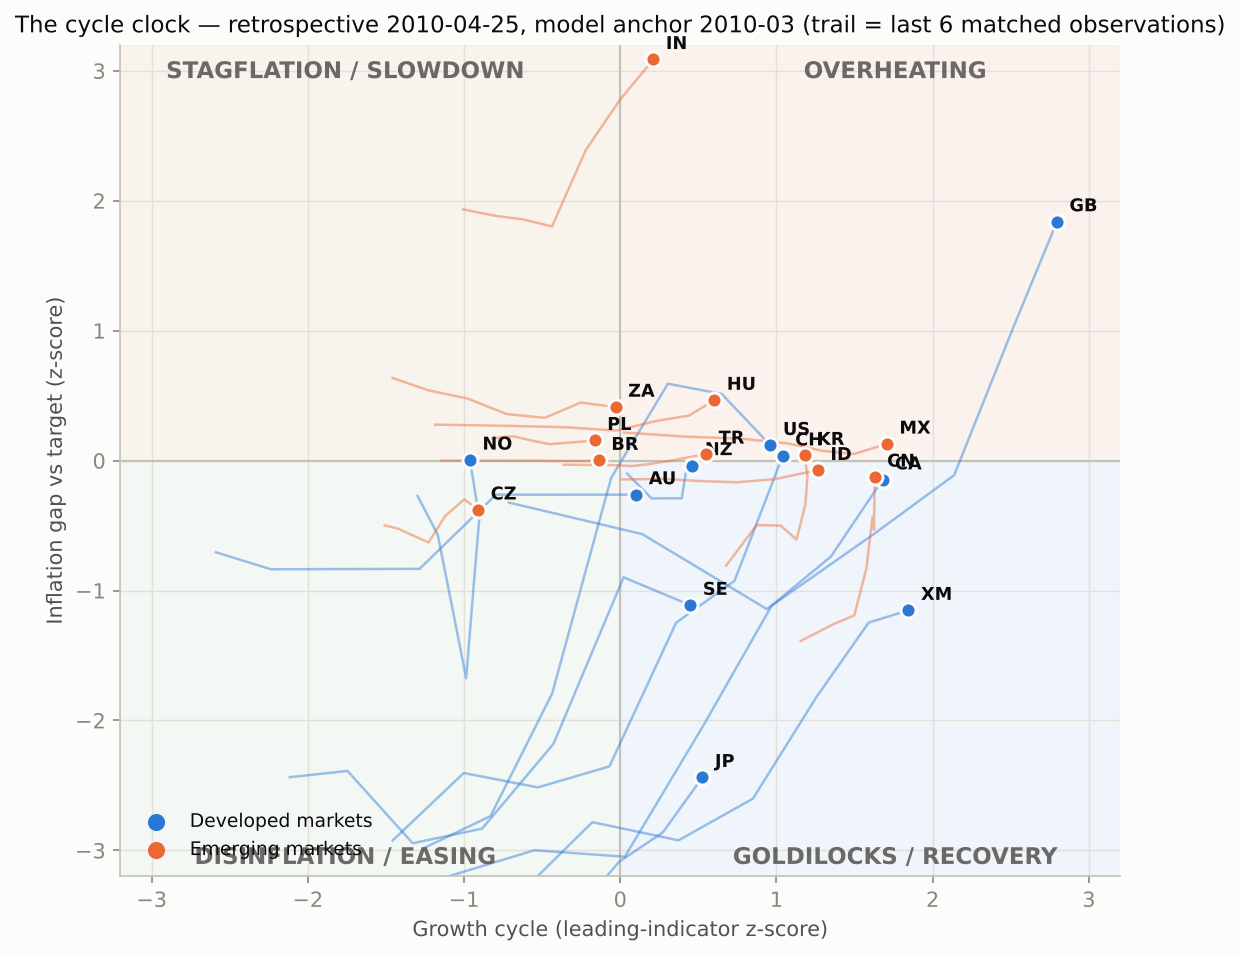 The cycle clock — retrospective 2010-04-25, model anchor 2010-03 (trail = last 6 matched observations)
IN
STAGFLATION / SLOWDOWN
OVERHEATING
GB
ZA
HU
PL
BR
NO
TR
NZ
US
CH
KR
ID
MX
CN
CA
AU
CZ
SE
XM
JP
Developed markets
Emerging markets
DISINFLATION / EASING
GOLDILOCKS / RECOVERY
3
2
1
0
−1
−2
−3
−3
−2
−1
0
1
2
3
Inflation gap vs target (z-score)
Growth cycle (leading-indicator z-score)